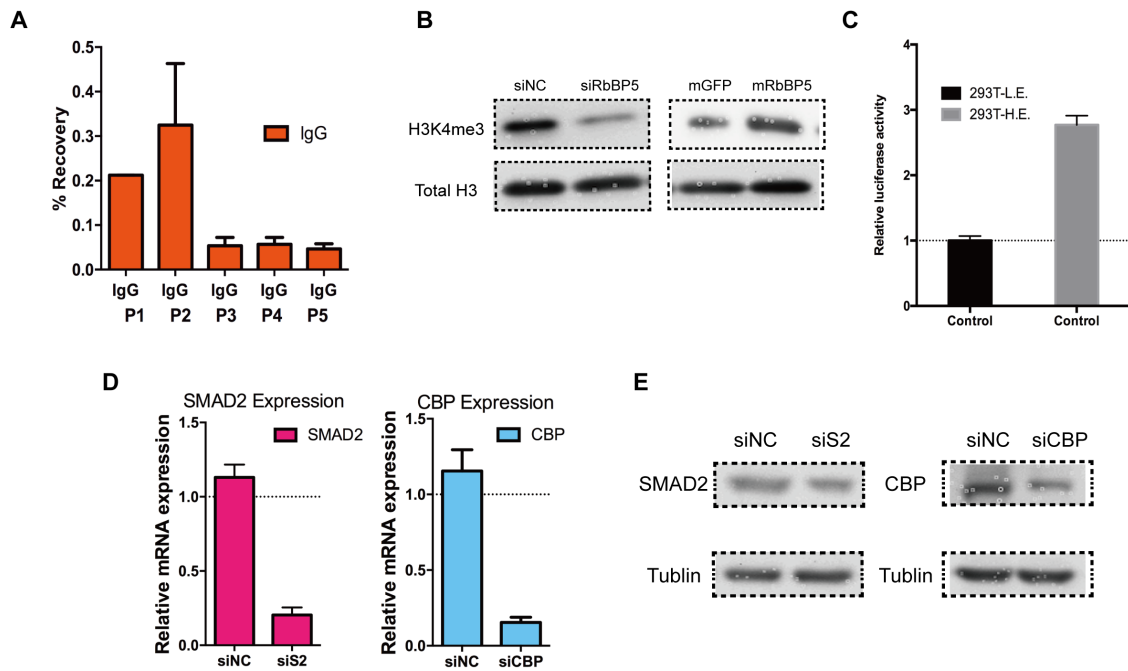 A
% Recovery
0.5
0.4
0.3
0.2
0.1
0.0
IgG
IgG IgG IgG IgG IgG
P1 P2 P3 P4 P5
B
siNC siRbBP5 mGFP mRbBP5
H3K4me3
Total H3
C
Relative luciferase activity
4
3
2
1
0
293T-L.E.
293T-H.E.
Control Control
D
SMAD2 Expression
Relative mRNA expression
1.5
1.0
0.5
0.0
SMAD2
siNC siS2
CBP Expression
Relative mRNA expression
1.5
1.0
0.5
0.0
CBP
siNC siCBP
E
siNC siS2
SMAD2
Tublin
siNC siCBP
CBP
Tublin